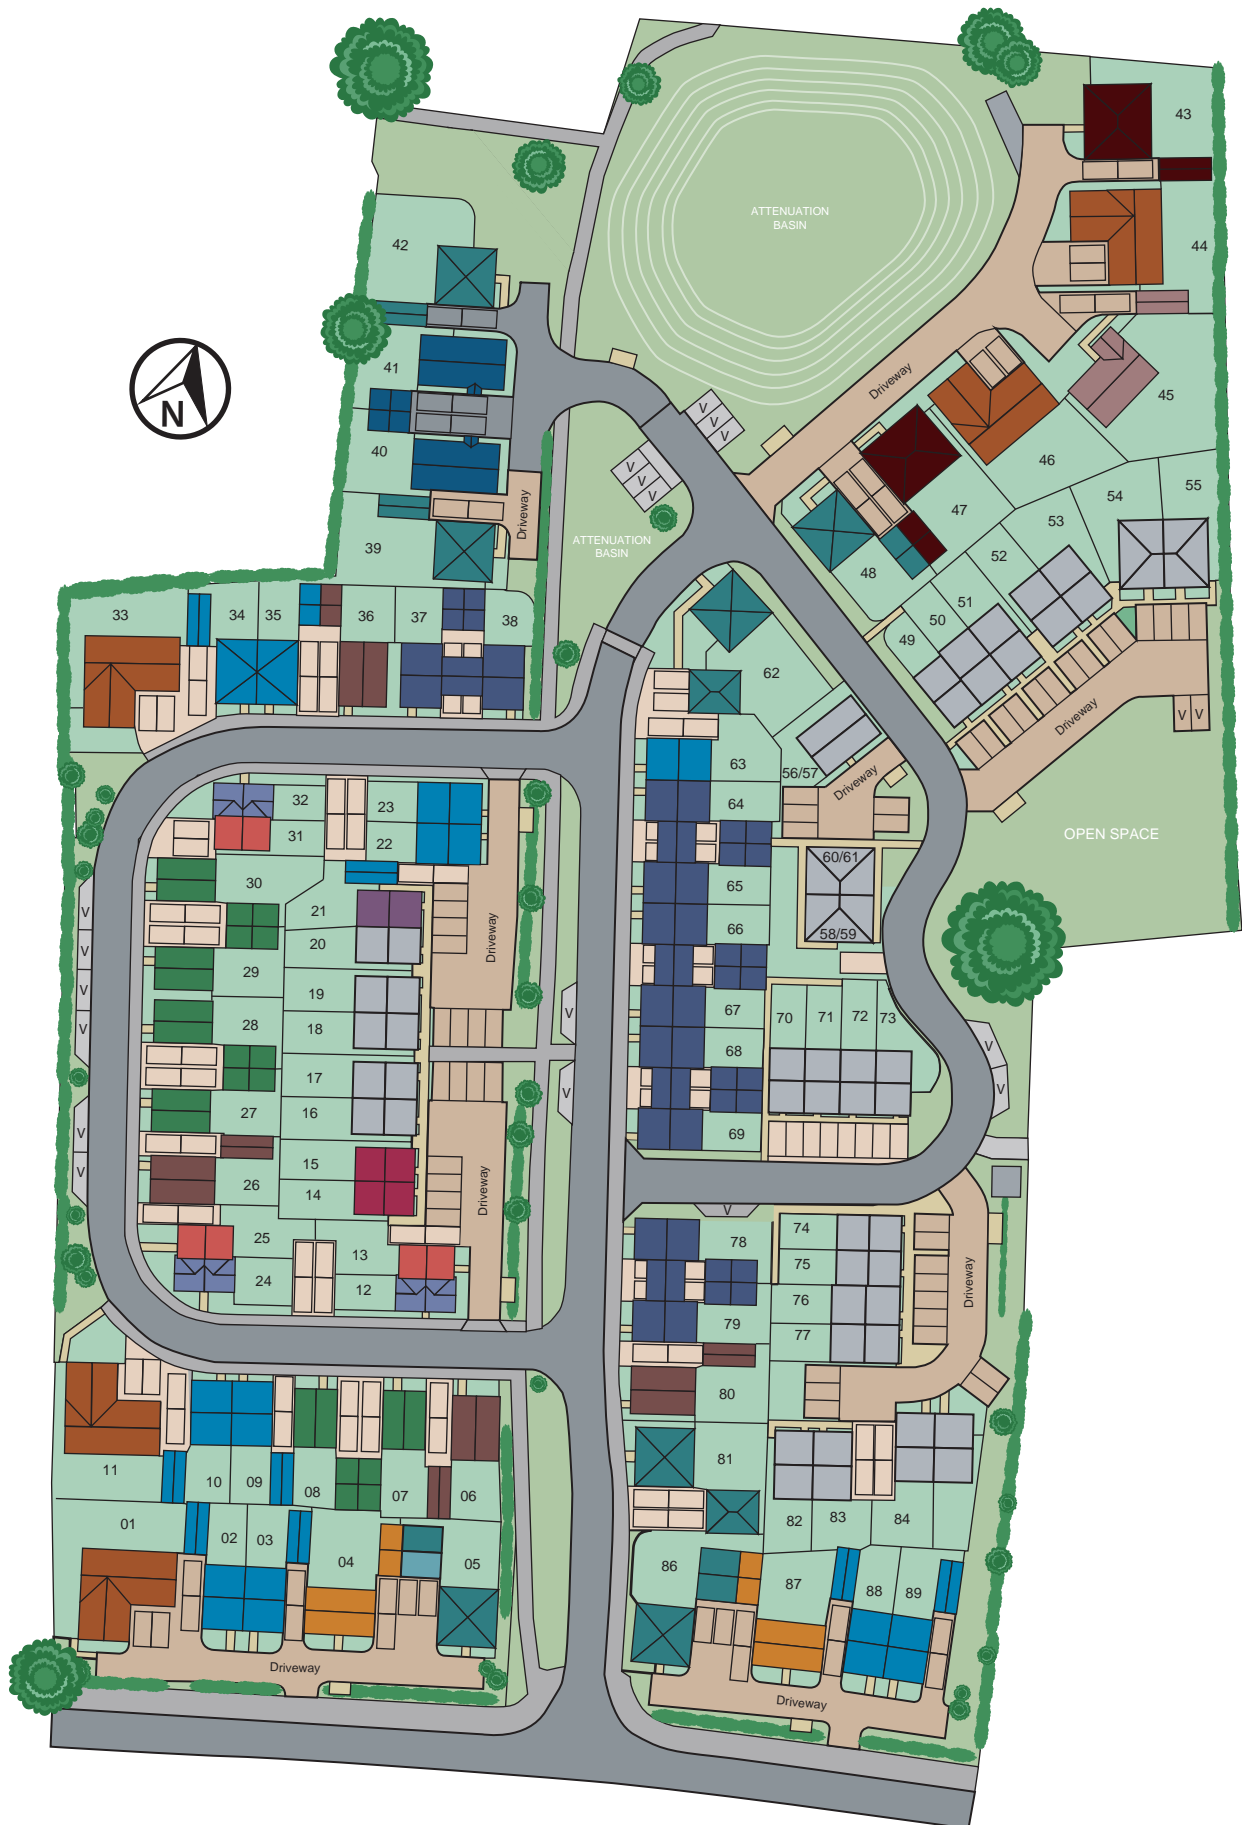 43
ATTENUATION
BASIN
42
44
41
Driveway
45
V
V
V
40
46
V
V
V
55
54
Driveway
47
53
ATTENUATION
BASIN
39
52
48
51
50
33
34
35
36
37
38
49
62
V V
Driveway
N
63
56/57
Driveway
32
23
64
31
22
OPEN SPACE
60/61
30
65
21
V
66
58/59
20
Driveway
V
29
19
V
67
70
71
72
73
V
28
18
V
68
V
17
V
V
27
16
69
V
15
V
26
14
Driveway
V
78
74
25
13
75
Driveway
24
12
76
79
77
80
11
10
09
08
07
06
81
01
02
03
04
05
82
83
84
86
87
88
89
Driveway
Driveway